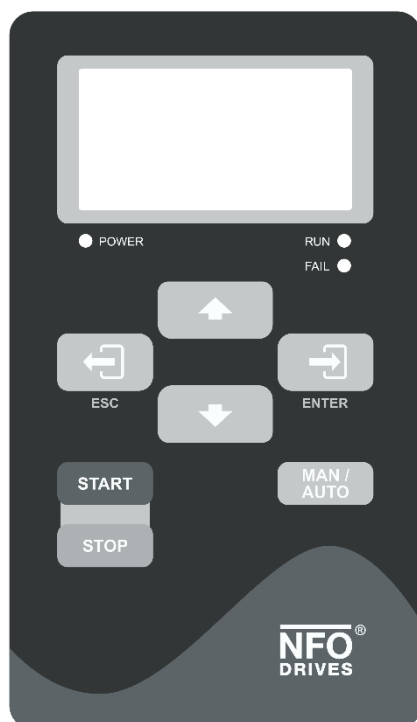 POWER
RUN
FAIL
ESC
ENTER
START
MAN /
AUTO
STOP
NFO®
DRIVES